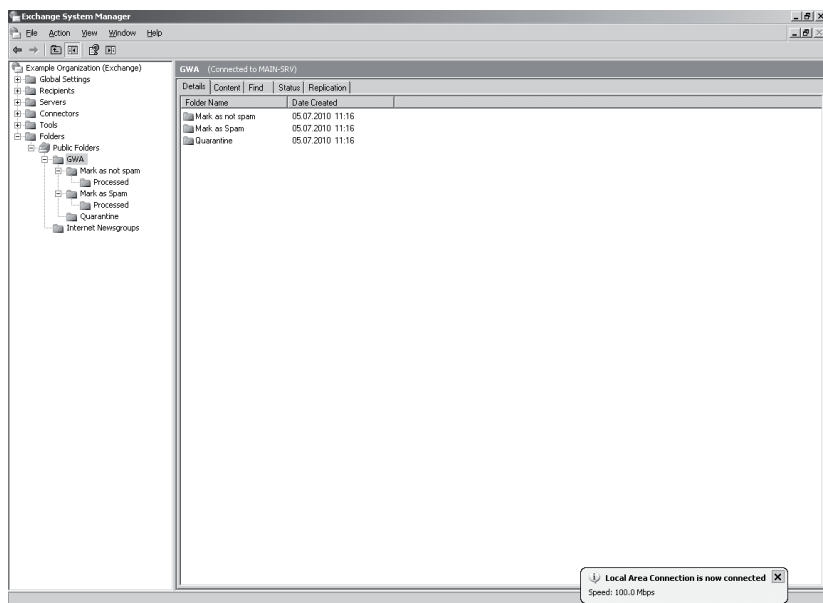 Exchange System Manager
File Action View Window Help
Example Organization (Exchange)
Global Settings
Recipients
Servers
Connectors
Tools
Folders
Public Folders
GWA
Mark as not spam
Processed
Mark as Spam
Processed
Quarantine
Internet Newsgroups
GWA (Connected to MAIN-SRV)
Details Content Find Status Replication
Folder Name Date Created
Mark as not spam 05.07.2010 11:16
Mark as Spam 05.07.2010 11:16
Quarantine 05.07.2010 11:16
Local Area Connection is now connected
Speed: 100.0 Mbps